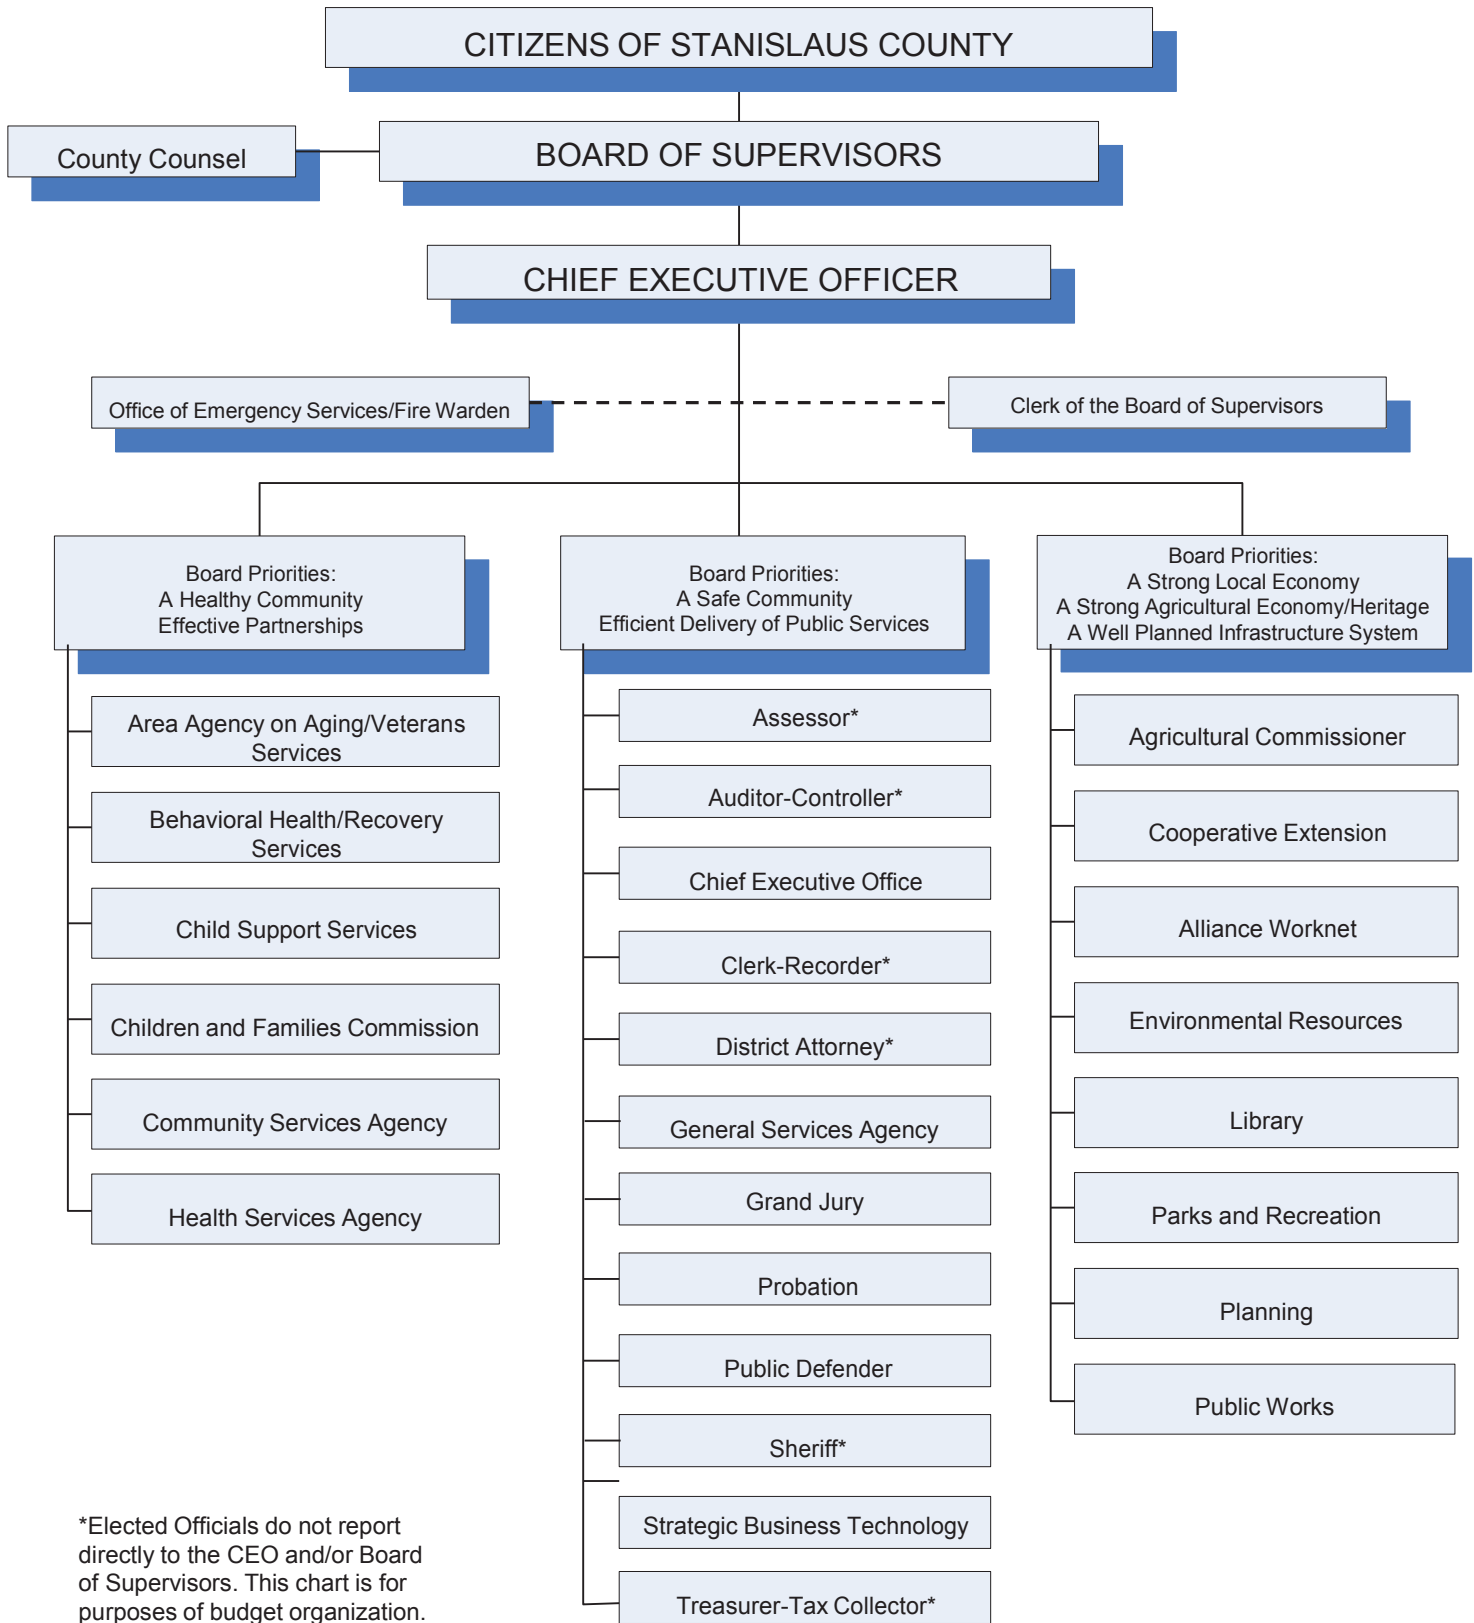 CITIZENS OF STANISLAUS COUNTY
County Counsel
BOARD OF SUPERVISORS
CHIEF EXECUTIVE OFFICER
Office of Emergency Services/Fire Warden
Clerk of the Board of Supervisors
Board Priorities:
A Healthy Community
Effective Partnerships
Area Agency on Aging/Veterans
Services
Behavioral Health/Recovery
Services
Child Support Services
Children and Families Commission
Community Services Agency
Health Services Agency
Board Priorities:
A Safe Community
Efficient Delivery of Public Services
Assessor*
Auditor-Controller*
Chief Executive Office
Clerk-Recorder*
District Attorney*
General Services Agency
Grand Jury
Probation
Public Defender
Sheriff*
Strategic Business Technology
Treasurer-Tax Collector*
Board Priorities:
A Strong Local Economy
A Strong Agricultural Economy/Heritage
A Well Planned Infrastructure System
Agricultural Commissioner
Cooperative Extension
Alliance Worknet
Environmental Resources
Library
Parks and Recreation
Planning
Public Works
*Elected Officials do not report
directly to the CEO and/or Board
of Supervisors. This chart is for
purposes of budget organization.